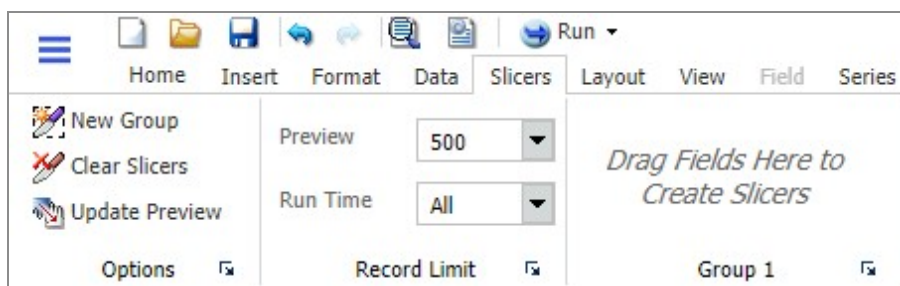 Run
Home Insert Format Data Slicers Layout View Field Series
New Group
Clear Slicers
Update Preview
Options
Preview 500
Run Time All
Record Limit
Drag Fields Here to
Create Slicers
Group 1